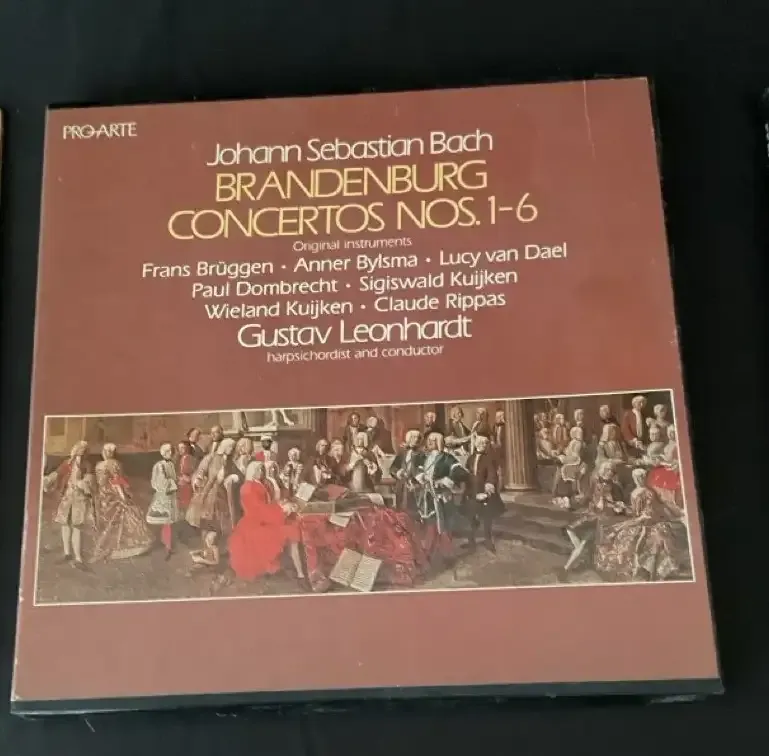 PRO-ARTE
Johann Sebastian Bach
BRANDENBURG
CONCERTOS NOS. 1-6
Original instruments
Frans Brüggen • Anner Bylsma • Lucy van Dael
Paul Dombrecht • Sigiswald Kuijken
Wieland Kuijken • Claude Rippas
Gustav Leonhardt
harpsichordist and conductor